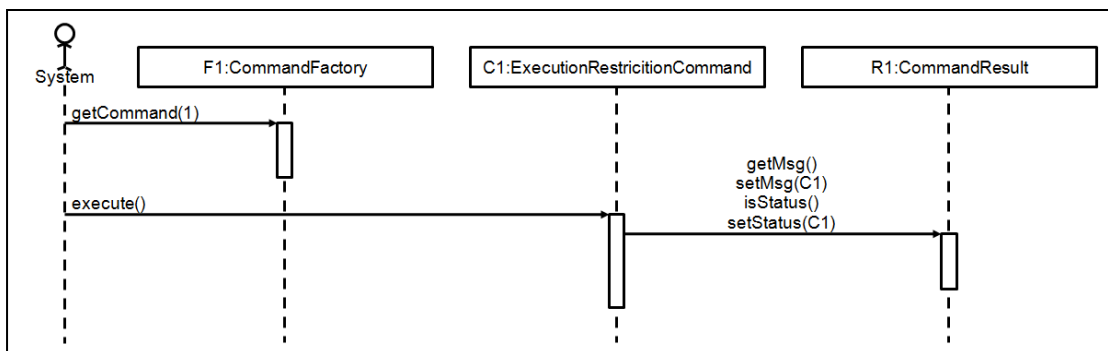 System
F1:CommandFactory
C1:ExecutionRestricitionCommand
R1:CommandResult
getCommand(1)
getMsg()
setMsg(C1)
isStatus()
setStatus(C1)
execute()